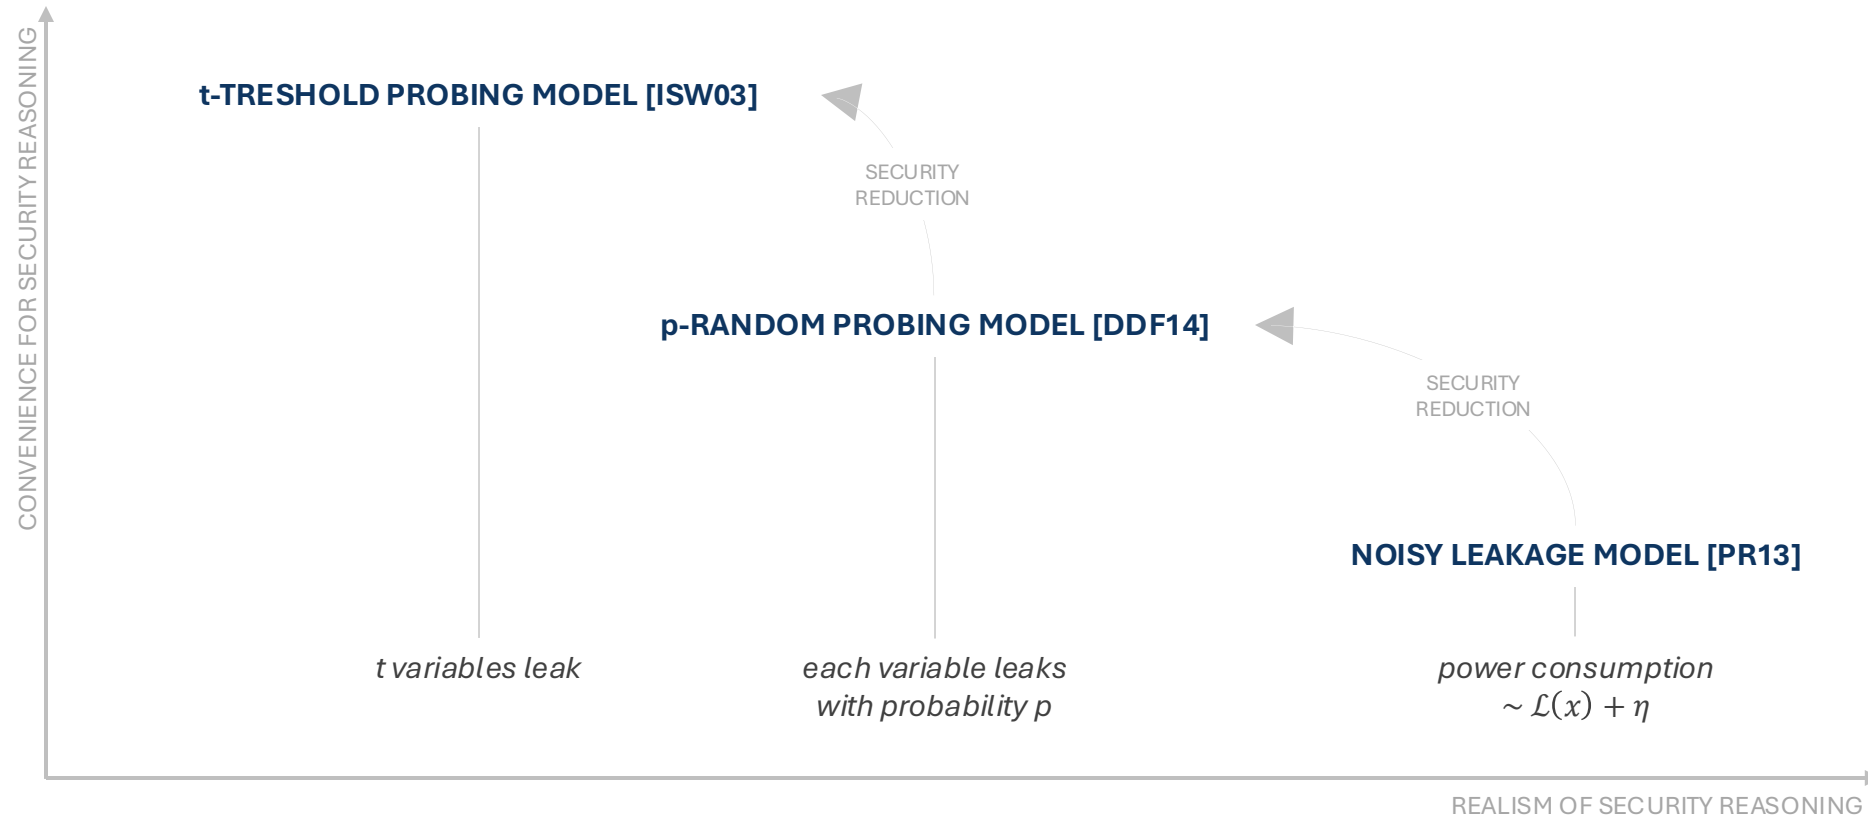 CONVENIENCE FOR SECURITY REASONING
t-TRESHOLD PROBING MODEL [ISW03]
SECURITY
REDUCTION
p-RANDOM PROBING MODEL [DDF14]
SECURITY
REDUCTION
NOISY LEAKAGE MODEL [PR13]
t variables leak
each variable leaks
with probability p
power consumption
~ ℒ(x) + η
REALISM OF SECURITY REASONING